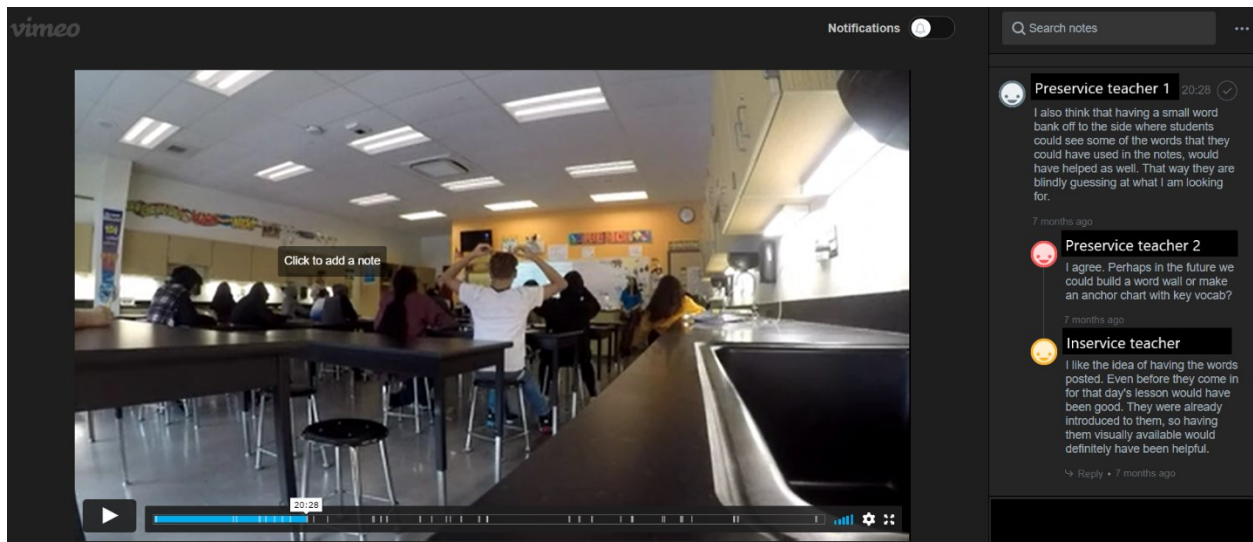 vimeo
Notifications
Search notes
Preservice teacher 1 20:28
I also think that having a small word
bank off to the side where students
could see some of the words that they
could have used in the notes, would
have helped as well. That way they are
blindly guessing at what I am looking
for.
7 months ago
Preservice teacher 2
I agree. Perhaps in the future we
could build a word wall or make
an anchor chart with key vocab?
7 months ago
Inservice teacher
I like the idea of having the words
posted. Even before they come in
for that day's lesson would have
been good. They were already
introduced to them, so having
them visually available would
definitely have been helpful.
Reply • 7 months ago
Click to add a note
20:28